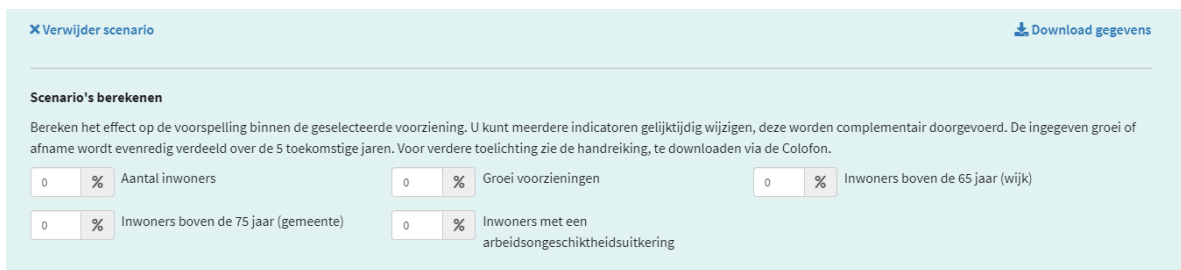 Verwijder scenario
Download gegevens
Scenario's berekenen
Bereken het effect op de voorspelling binnen de geselecteerde voorziening. U kunt meerdere indicatoren gelijktijdig wijzigen, deze worden complementair doorgevoerd. De ingegeven groei of
afname wordt evenredig verdeeld over de 5 toekomstige jaren. Voor verdere toelichting zie de handreiking, te downloaden via de Colofon.
0 % Aantal inwoners
0 % Groei voorzieningen
0 % Inwoners boven de 65 jaar (wijk)
0 % Inwoners boven de 75 jaar (gemeente)
0 % Inwoners met een
arbeidsongeschiktheidsuitkering